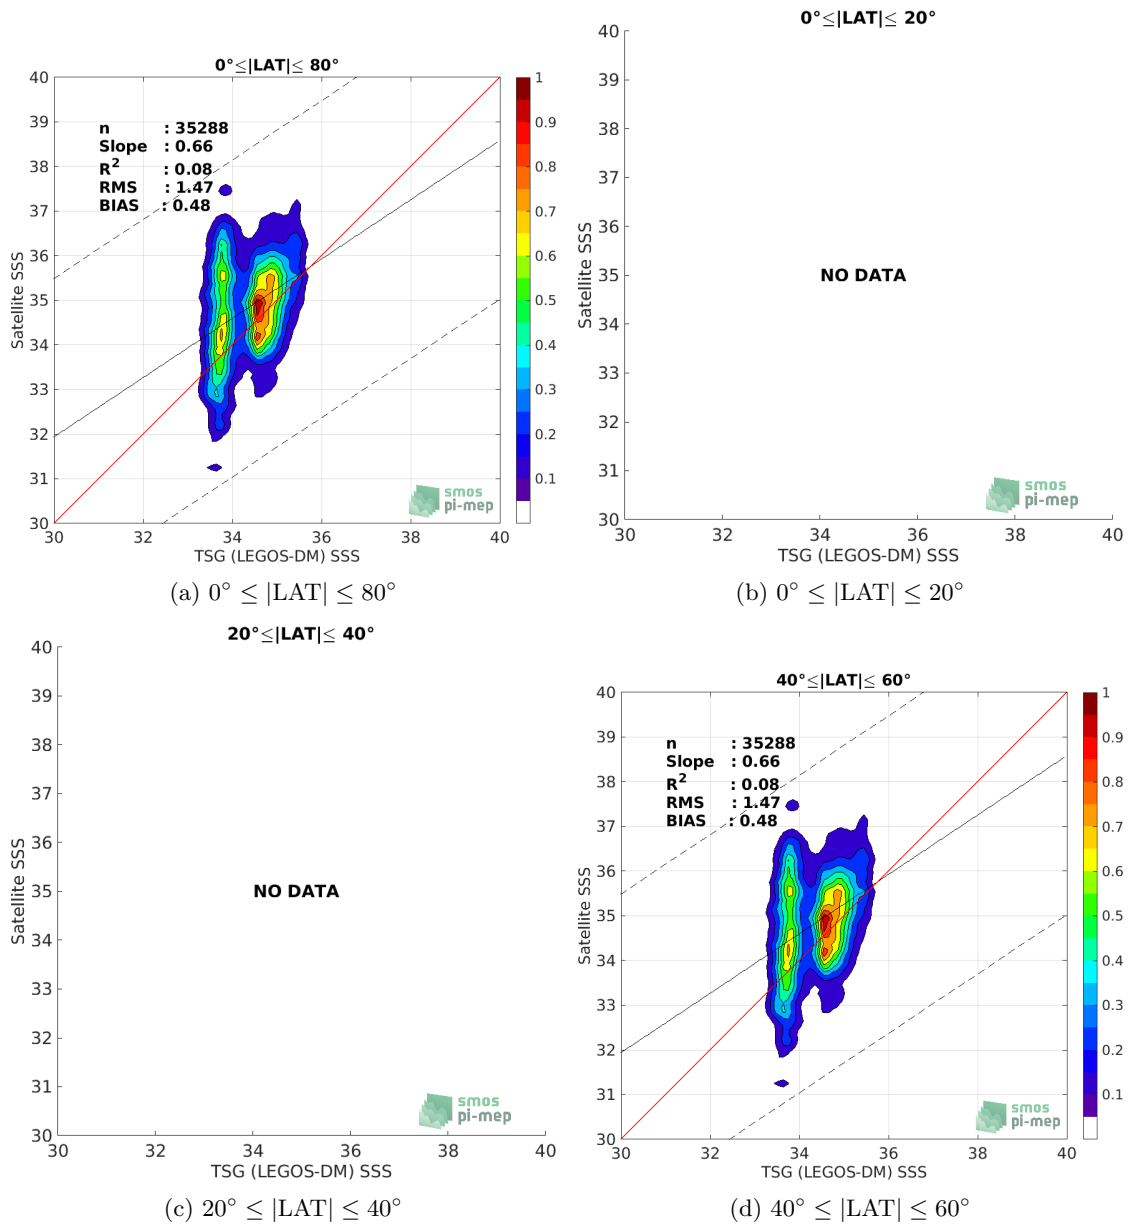 0°≤|LAT|≤ 80°
40
39
38
37
36
35
34
33
32
31
30
Satellite SSS
n : 35288
Slope : 0.66
R2 : 0.08
RMS : 1.47
BIAS : 0.48
1
0.9
0.8
0.7
0.6
0.5
0.4
0.3
0.2
0.1
smos
pi-mep
30 32 34 36 38 40
TSG (LEGOS-DM) SSS
(a) 0° ≤ |LAT| ≤ 80°
0°≤|LAT|≤ 20°
40
39
38
37
36
35
34
33
32
31
30
Satellite SSS
NO DATA
smos
pi-mep
30 32 34 36 38 40
TSG (LEGOS-DM) SSS
(b) 0° ≤ |LAT| ≤ 20°
20°≤|LAT|≤ 40°
40
39
38
37
36
35
34
33
32
31
30
Satellite SSS
NO DATA
smos
pi-mep
30 32 34 36 38 40
TSG (LEGOS-DM) SSS
(c) 20° ≤ |LAT| ≤ 40°
40°≤|LAT|≤ 60°
40
39
38
37
36
35
34
33
32
31
30
Satellite SSS
n : 35288
Slope : 0.66
R2 : 0.08
RMS : 1.47
BIAS : 0.48
1
0.9
0.8
0.7
0.6
0.5
0.4
0.3
0.2
0.1
smos
pi-mep
30 32 34 36 38 40
TSG (LEGOS-DM) SSS
(d) 40° ≤ |LAT| ≤ 60°